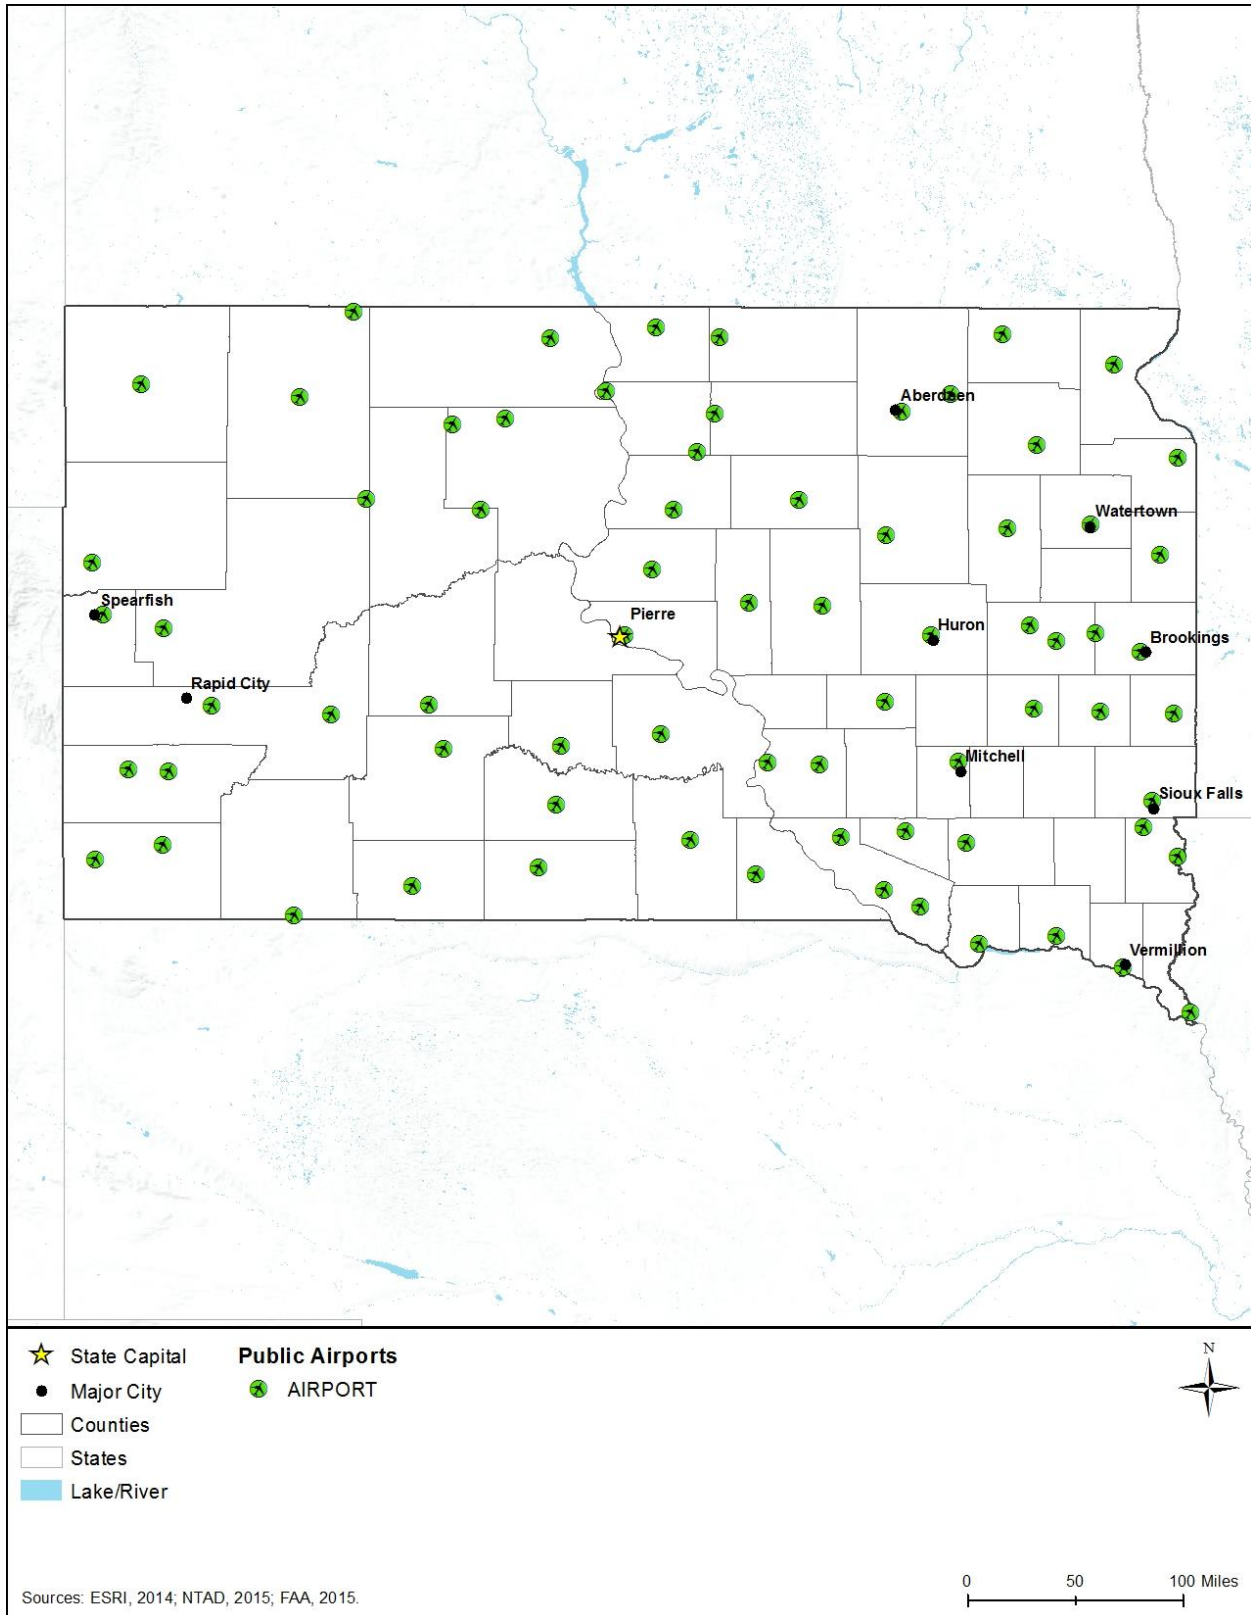 Aberdeen
Watertown
Spearfish
Pierre
Huron
Brookings
Rapid City
Mitchell
Sioux Falls
Vermillion
State Capital
Public Airports
N
Major City
AIRPORT
Counties
States
Lake/River
0 50 100 Miles
Sources: ESRI, 2014; NTAD, 2015; FAA, 2015.